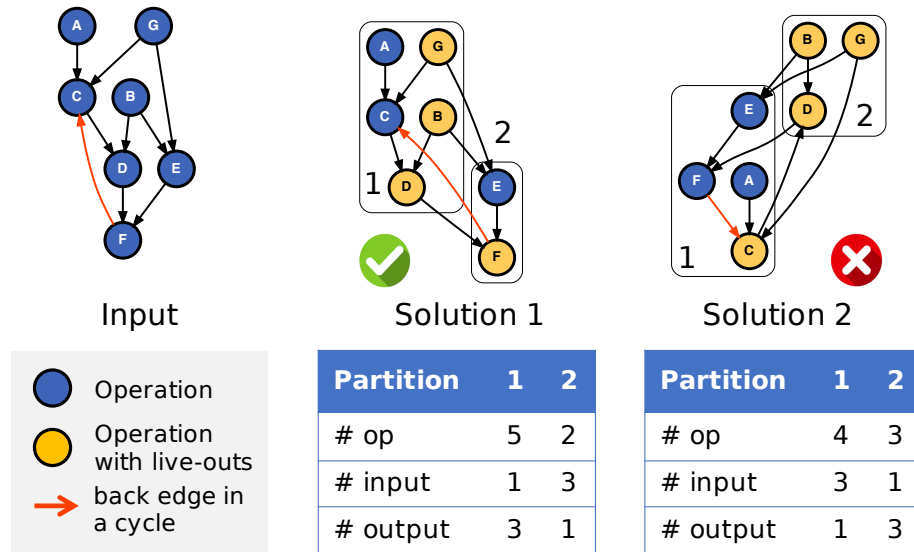 A G
C B
D E
F
Input
A G
C B
2
1 D E
F
Solution 1
B G
E D
2
F A
1 C
Solution 2
Operation
Operation
with live-outs
back edge in
a cycle
Partition 1 2
# op 5 2
# input 1 3
# output 3 1
Partition 1 2
# op 4 3
# input 3 1
# output 1 3